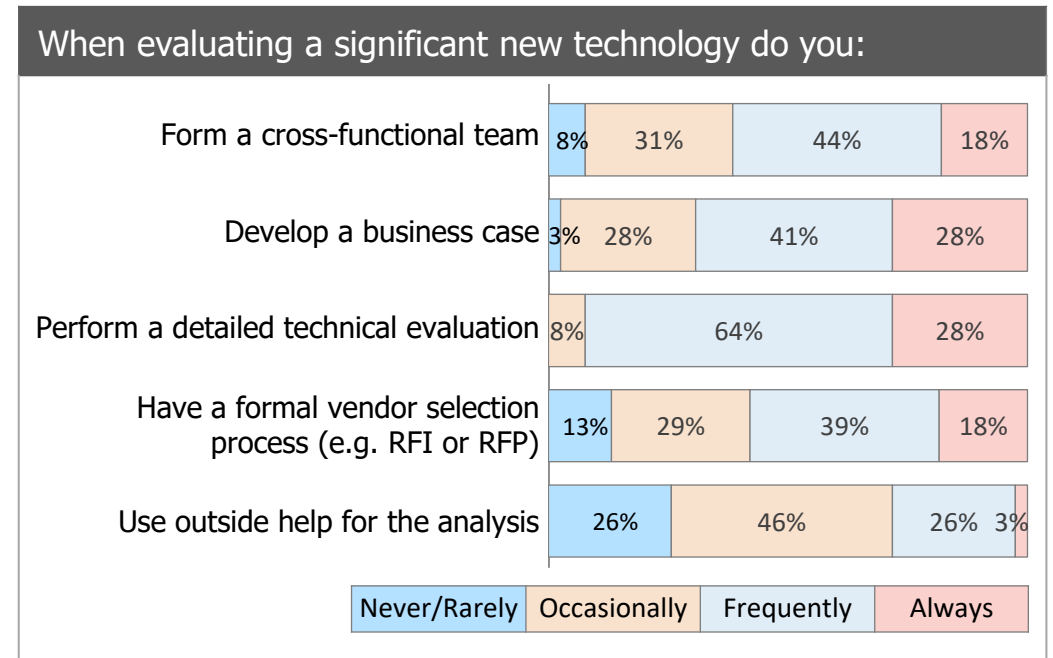 When evaluating a significant new technology do you:
Form a cross-functional team 8% 31% 44% 18%
Develop a business case 3% 28% 41% 28%
Perform a detailed technical evaluation 8% 64% 28%
Have a formal vendor selection
process (e.g. RFI or RFP) 13% 29% 39% 18%
Use outside help for the analysis 26% 46% 26% 3%
Never/Rarely Occasionally Frequently Always